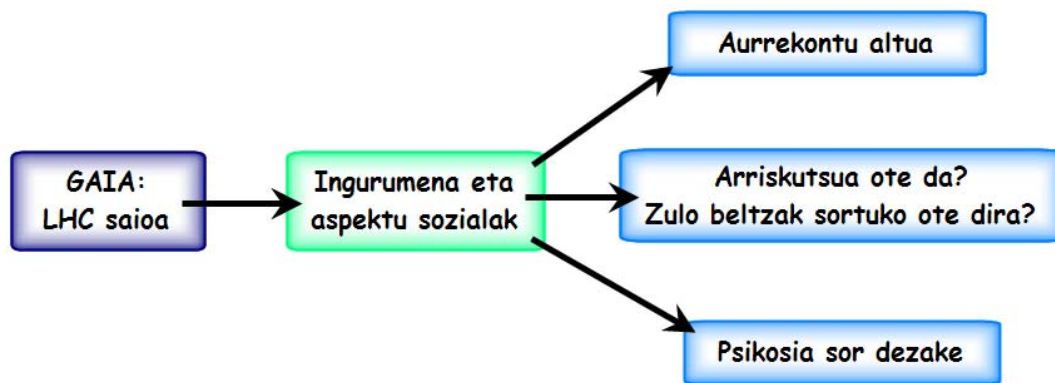 GAIA:
LHC saioa
Ingurumena eta
aspektu sozialak
Aurrekontu altua
Arriskutsua ote da?
Zulo beltzak sortuko ote dira?
Psikosia sor dezake